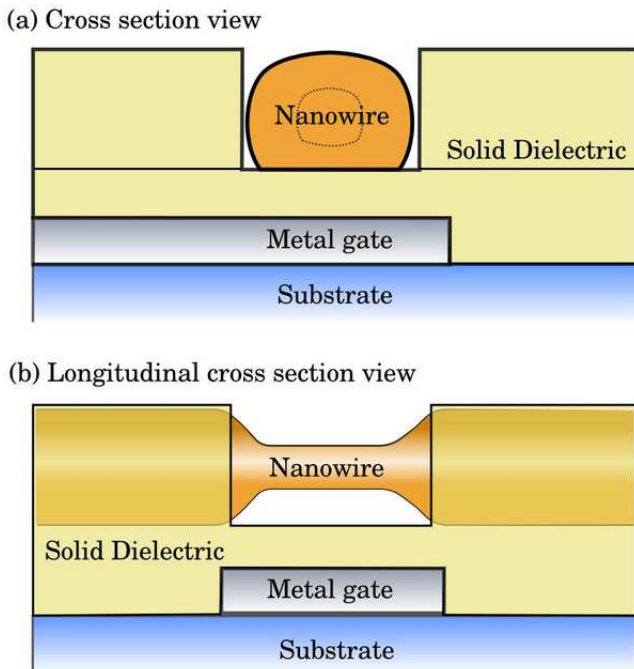 (a) Cross section view
Nanowire
Solid Dielectric
Metal gate
Substrate
(b) Longitudinal cross section view
Nanowire
Solid Dielectric
Metal gate
Substrate